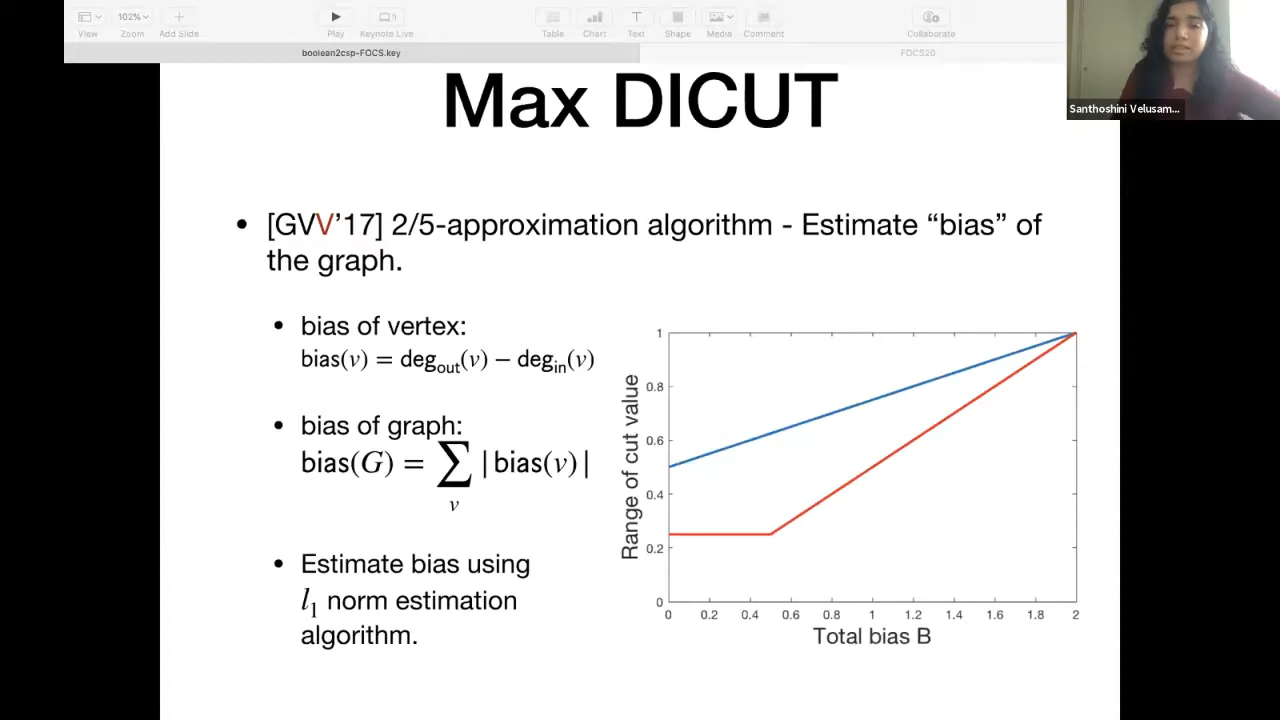 View
102%
Zoom
Add Slide
Play
Keynote Live
Table
Chart
Text
Shape
Media
Comment
Collaborate
boolean2csp-FOCS.key
FOCS20
Santhoshini Velusam...
Max DICUT
• [GVV'17] 2/5-approximation algorithm - Estimate “bias” of
the graph.
• bias of vertex:
bias(v) = deg_out(v) − deg_in(v)
• bias of graph:
bias(G) = ∑_v |bias(v)|
• Estimate bias using
l_1 norm estimation
algorithm.
Range of cut value
1
0.8
0.6
0.4
0.2
0
0 0.2 0.4 0.6 0.8 1 1.2 1.4 1.6 1.8 2
Total bias B